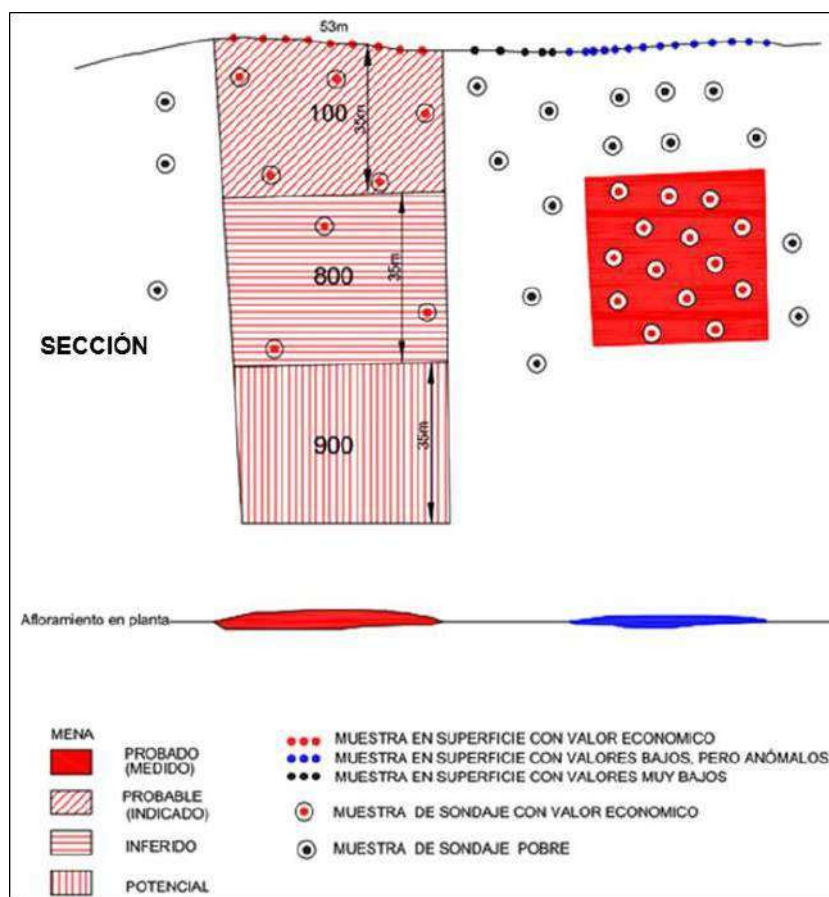 53m
100
35m
800
35m
SECCIÓN
900
35m
Afloramiento en planta
MENA
PROBADO
(MEDIDO)
PROBABLE
(INDICADO)
INFERIDO
POTENCIAL
MUESTRA EN SUPERFICIE CON VALOR ECONOMICO
MUESTRA EN SUPERFICIE CON VALORES BAJOS, PERO ANÓMALOS
MUESTRA EN SUPERFICIE CON VALORES MUY BAJOS
MUESTRA DE SONDAJE CON VALOR ECONOMICO
MUESTRA DE SONDAJE POBRE